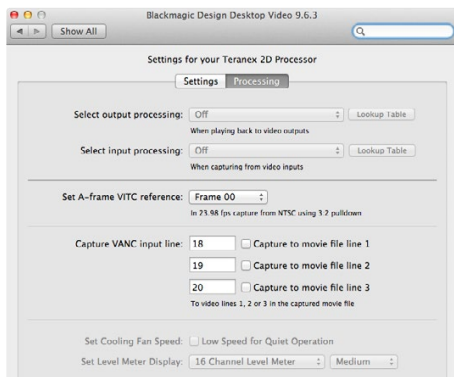 Blackmagic Design Desktop Video 9.6.3
Show All
Settings for your Teranex 2D Processor
Settings Processing
Select output processing: Off Lookup Table
When playing back to video outputs
Select input processing: Off Lookup Table
When capturing from video inputs
Set A-frame VITC reference: Frame 00
In 23.98 fps capture from NTSC using 3.2 pulldown
Capture VANC input line: 18 Capture to movie file line 1
19 Capture to movie file line 2
20 Capture to movie file line 3
To video lines 1, 2 or 3 in the captured movie file
Set Cooling Fan Speed: Low Speed for Quiet Operation
Set Level Meter Display: 16 Channel Level Meter Medium